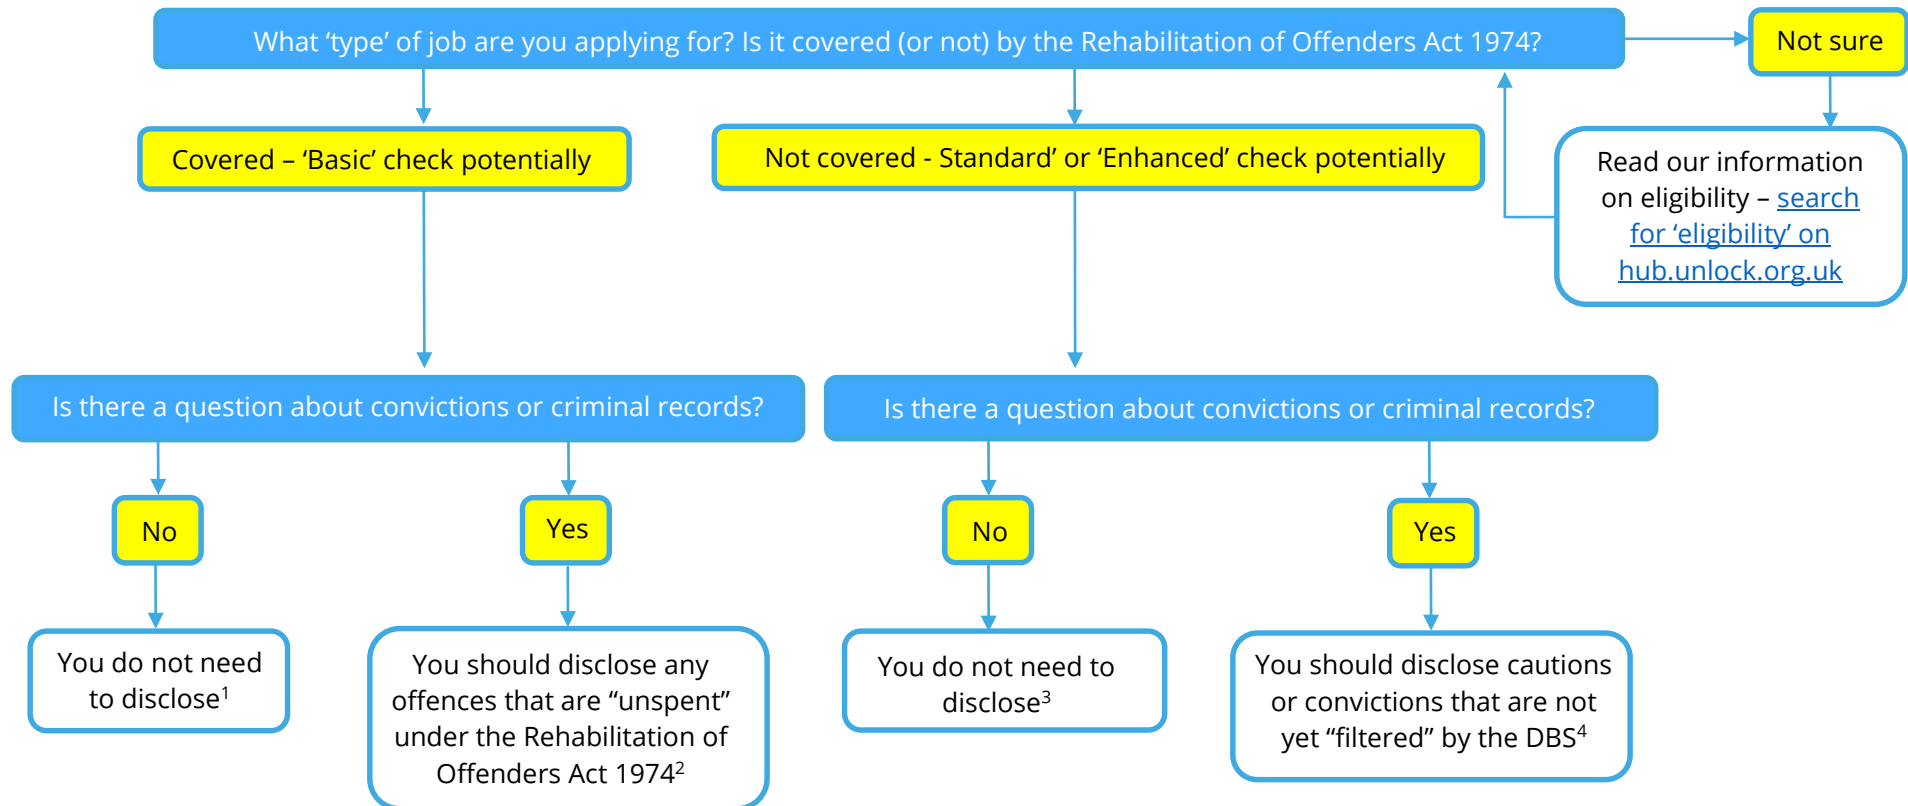 What ‘type’ of job are you applying for? Is it covered (or not) by the Rehabilitation of Offenders Act 1974?
Not sure
Covered – ‘Basic’ check potentially
Not covered - Standard’ or ‘Enhanced’ check potentially
Read our information
on eligibility – search
for ‘eligibility’ on
hub.unlock.org.uk
Is there a question about convictions or criminal records?
Is there a question about convictions or criminal records?
No
Yes
No
Yes
You do not need
to disclose¹
You should disclose any
offences that are “unspent”
under the Rehabilitation of
Offenders Act 1974²
You do not need to
disclose³
You should disclose cautions
or convictions that are not
yet “filtered” by the DBS⁴